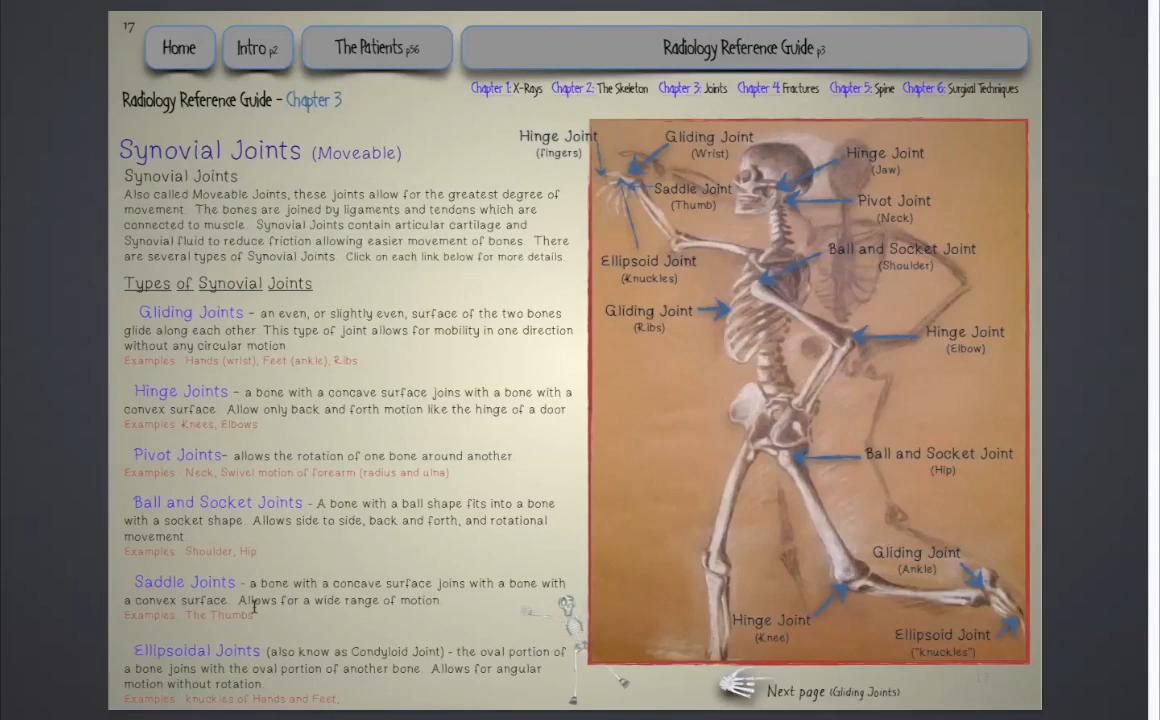 17
Home
Intro p2
The Patients p56
Radiology Reference Guide p3
Chapter 1: X-Rays Chapter 2: The Skeleton Chapter 3: Joints Chapter 4: Fractures Chapter 5: Spine Chapter 6: Surgical Techniques
Radiology Reference Guide - Chapter 3
Synovial Joints (Moveable)
Synovial Joints
Also called Moveable Joints, these joints allow for the greatest degree of
movement. The bones are joined by ligaments and tendons which are
connected to muscle. Synovial Joints contain articular cartilage and
Synovial fluid to reduce friction allowing easier movement of bones. There
are several types of Synovial Joints. Click on each link below for more details.
Types of Synovial Joints
Gliding Joints - an even, or slightly even, surface of the two bones
glide along each other. This type of joint allows for mobility in one direction
without any circular motion.
Examples: Hands (wrist), Feet (ankle), Ribs
Hinge Joints - a bone with a concave surface joins with a bone with a
convex surface. Allow only back and forth motion like the hinge of a door
Examples: Knees, Elbows
Pivot Joints- allows the rotation of one bone around another.
Examples: Neck, Swivel motion of forearm (radius and ulna)
Ball and Socket Joints - A bone with a ball shape fits into a bone
with a socket shape. Allows side to side, back and forth, and rotational
movement.
Examples: Shoulder, Hip
Saddle Joints - a bone with a concave surface joins with a bone with
a convex surface. Allows for a wide range of motion.
Examples: The Thumbs
Ellipsoidal Joints (also know as Condyloid Joint) - the oval portion of
a bone joins with the oval portion of another bone. Allows for angular
motion without rotation.
Examples: knuckles of Hands and Feet,
Hinge Joint
(fingers)
Gliding Joint
(Wrist)
Hinge Joint
(Jaw)
Saddle Joint
(Thumb)
Pivot Joint
(Neck)
Ellipsoid Joint
(Knuckles)
Ball and Socket Joint
(Shoulder)
Gliding Joint
(Ribs)
Hinge Joint
(Elbow)
Ball and Socket Joint
(Hip)
Gliding Joint
(Ankle)
Hinge Joint
(Knee)
Ellipsoid Joint
("knuckles")
17
Next page (Gliding Joints)